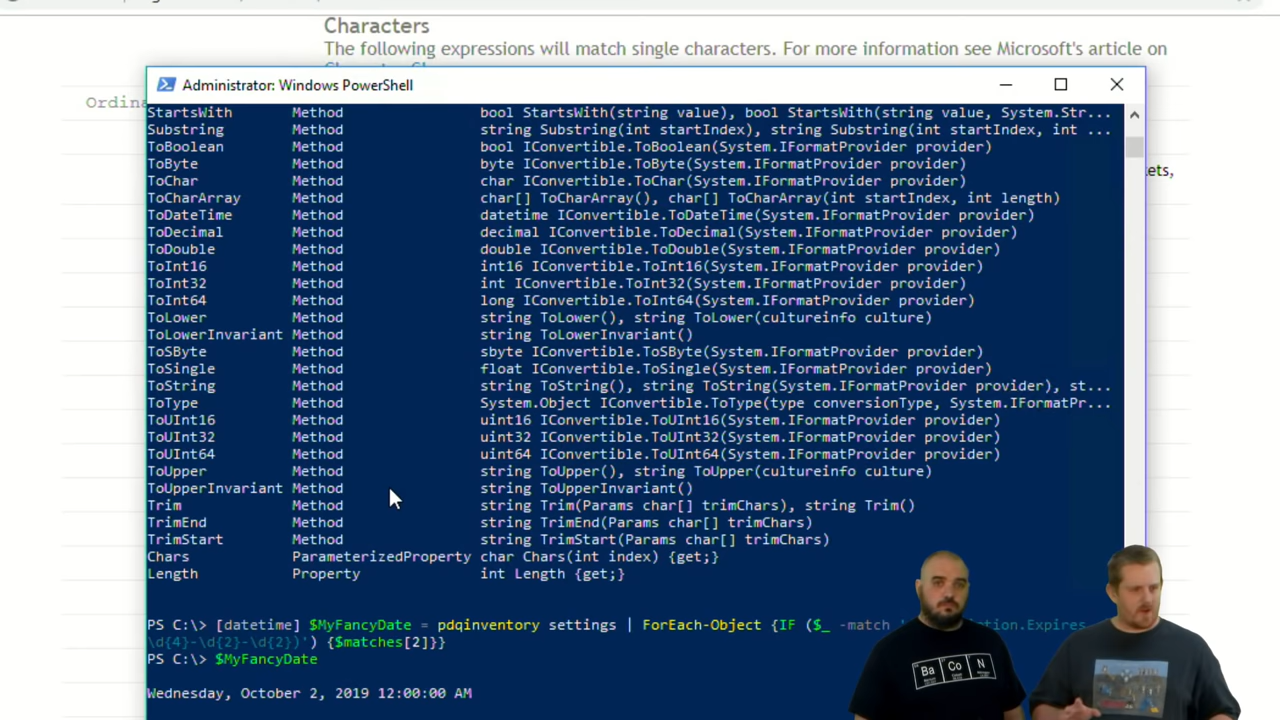 Characters
The following expressions will match single characters. For more information see Microsoft's article on
Administrator: Windows PowerShell
StartsWith Method bool StartsWith(string value), bool StartsWith(string value, System.Str...
Substring Method string Substring(int startIndex), string Substring(int startIndex, int ...
ToBoolean Method bool IConvertible.ToBoolean(System.IFormatProvider provider)
ToByte Method byte IConvertible.ToByte(System.IFormatProvider provider)
ToChar Method char IConvertible.ToChar(System.IFormatProvider provider)
ToCharArray Method char[] ToCharArray(), char[] ToCharArray(int startIndex, int length)
ToDateTime Method datetime IConvertible.ToDateTime(System.IFormatProvider provider)
ToDecimal Method decimal IConvertible.ToDecimal(System.IFormatProvider provider)
ToDouble Method double IConvertible.ToDouble(System.IFormatProvider provider)
ToInt16 Method int16 IConvertible.ToInt16(System.IFormatProvider provider)
ToInt32 Method int IConvertible.ToInt32(System.IFormatProvider provider)
ToInt64 Method long IConvertible.ToInt64(System.IFormatProvider provider)
ToLower Method string ToLower(), string ToLower(cultureinfo culture)
ToLowerInvariant Method string ToLowerInvariant()
ToSByte Method sbyte IConvertible.ToSByte(System.IFormatProvider provider)
ToSingle Method float IConvertible.ToSingle(System.IFormatProvider provider)
ToString Method string ToString(), string ToString(System.IFormatProvider provider), st...
ToType Method System.Object IConvertible.ToType(type conversionType, System.IFormatPr...
ToUInt16 Method uint16 IConvertible.ToUInt16(System.IFormatProvider provider)
ToUInt32 Method uint32 IConvertible.ToUInt32(System.IFormatProvider provider)
ToUInt64 Method uint64 IConvertible.ToUInt64(System.IFormatProvider provider)
ToUpper Method string ToUpper(), string ToUpper(cultureinfo culture)
ToUpperInvariant Method string ToUpperInvariant()
Trim Method string Trim(Params char[] trimChars), string Trim()
TrimEnd Method string TrimEnd(Params char[] trimChars)
TrimStart Method string TrimStart(Params char[] trimChars)
Chars ParameterizedProperty char Chars(int index) {get;}
Length Property int Length {get;}
PS C:\> [datetime] $MyFancyDate = pdqinventory settings | ForEach-Object {IF ($_ -match '
\d{4}-\d{2}-\d{2})') {$matches[2]}}
PS C:\> $MyFancyDate
Wednesday, October 2, 2019 12:00:00 AM
Ba Co N